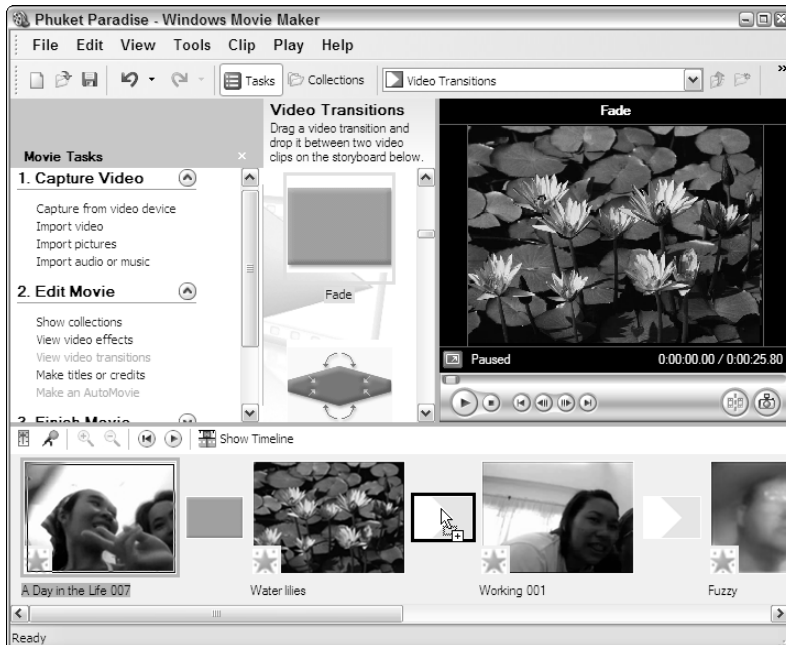 Phuket Paradise - Windows Movie Maker
File Edit View Tools Clip Play Help
Tasks Collections Video Transitions
Movie Tasks
1. Capture Video
Capture from video device
Import video
Import pictures
Import audio or music
2. Edit Movie
Show collections
View video effects
View video transitions
Make titles or credits
Make an AutoMovie
3. Finish Movie
Video Transitions
Drag a video transition and
drop it between two video
clips on the storyboard below.
Fade
Fade
Paused 0:00:00.00 / 0:00:25.80
Show Timeline
A Day in the Life 007 Water lilies Working 001 Fuzzy
Ready